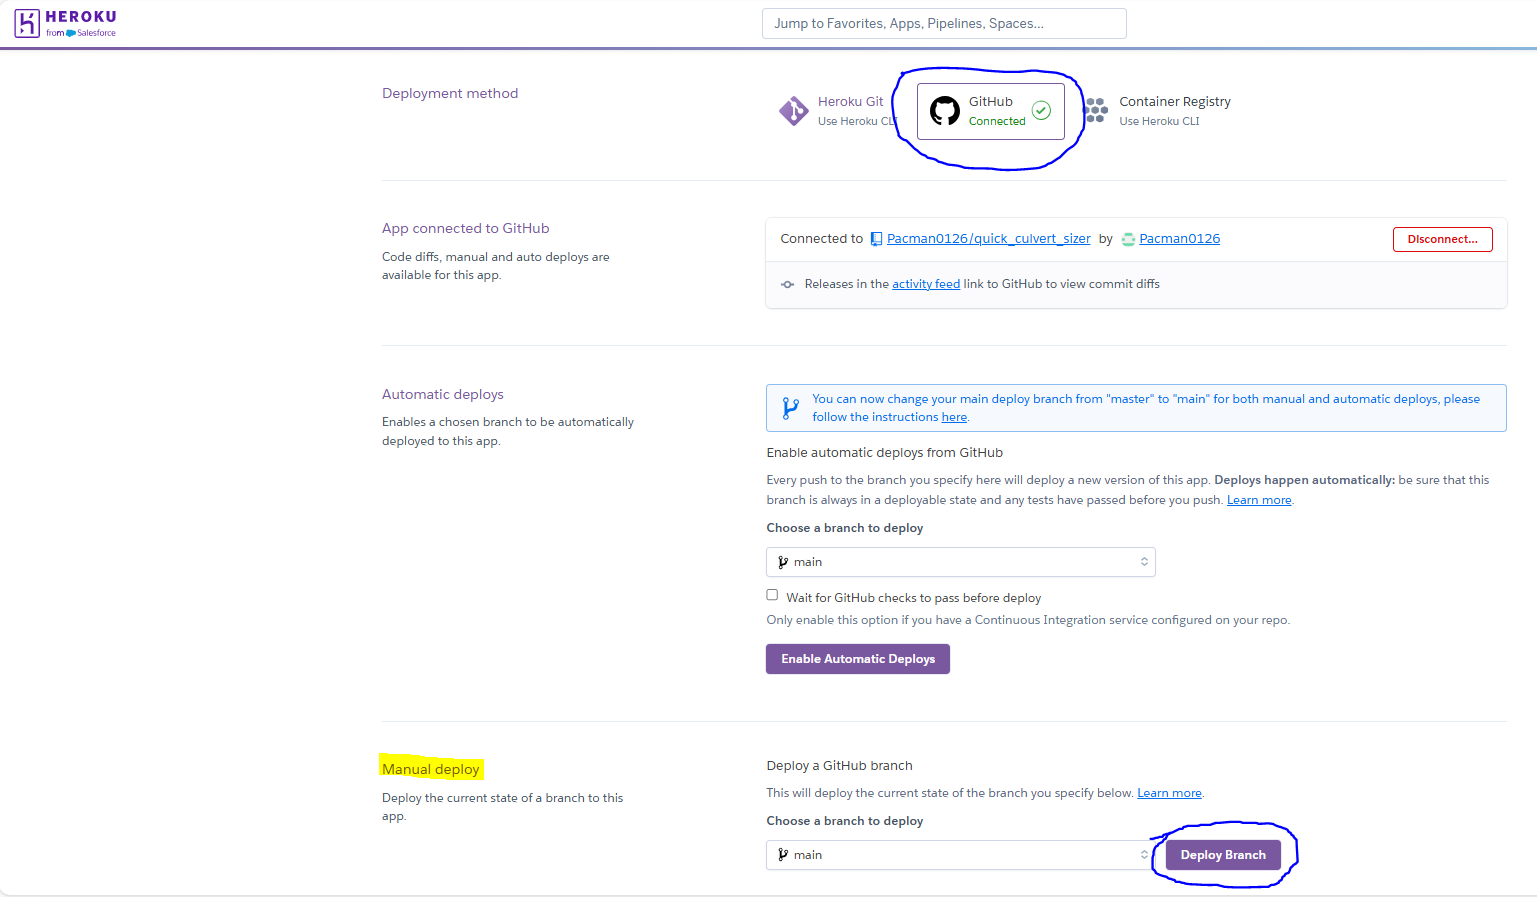 HEROKU
from Salesforce
Jump to Favorites, Apps, Pipelines, Spaces...
Deployment method
Heroku Git
Use Heroku CLI
GitHub
Connected
Container Registry
Use Heroku CLI
App connected to GitHub
Code diffs, manual and auto deploys are
available for this app.
Connected to Pacman0126/quick_culvert_sizer by Pacman0126
Disconnect...
Releases in the activity feed link to GitHub to view commit diffs
Automatic deploys
Enables a chosen branch to be automatically
deployed to this app.
You can now change your main deploy branch from "master" to "main" for both manual and automatic deploys, please
follow the instructions here.
Enable automatic deploys from GitHub
Every push to the branch you specify here will deploy a new version of this app. Deploys happen automatically: be sure that this
branch is always in a deployable state and any tests have passed before you push. Learn more.
Choose a branch to deploy
main
Wait for GitHub checks to pass before deploy
Only enable this option if you have a Continuous Integration service configured on your repo.
Enable Automatic Deploys
Manual deploy
Deploy the current state of a branch to this
app.
Deploy a GitHub branch
This will deploy the current state of the branch you specify below. Learn more.
Choose a branch to deploy
main
Deploy Branch